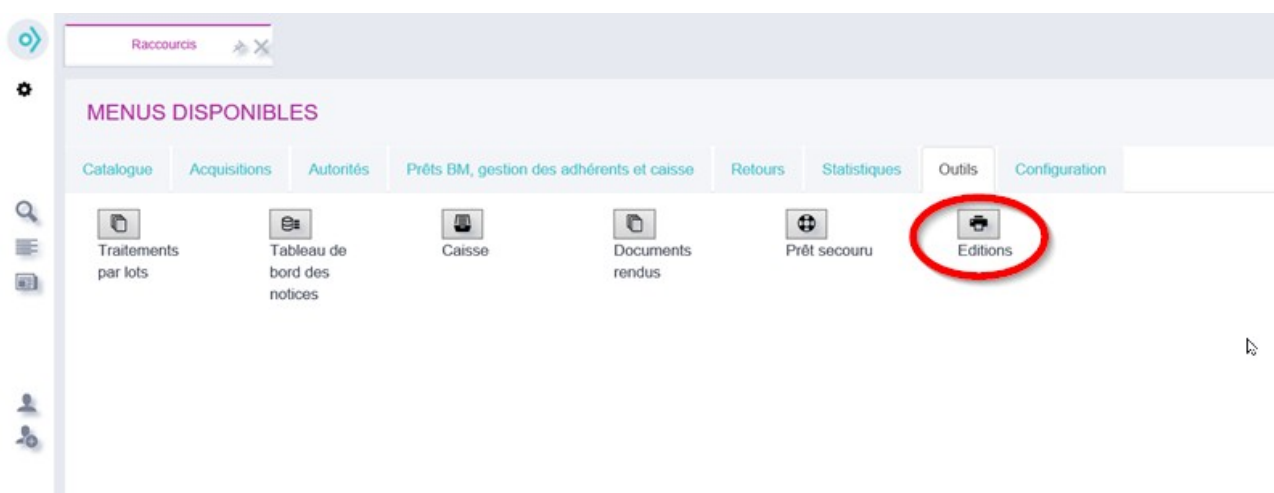 Raccourcis
MENUS DISPONIBLES
Catalogue Acquisitions Autorités Prêts BM, gestion des adhérents et caisse Retours Statistiques Outils Configuration
Traitements par lots
Tableau de bord des notices
Caisse
Documents rendus
Prêt secouru
Editions